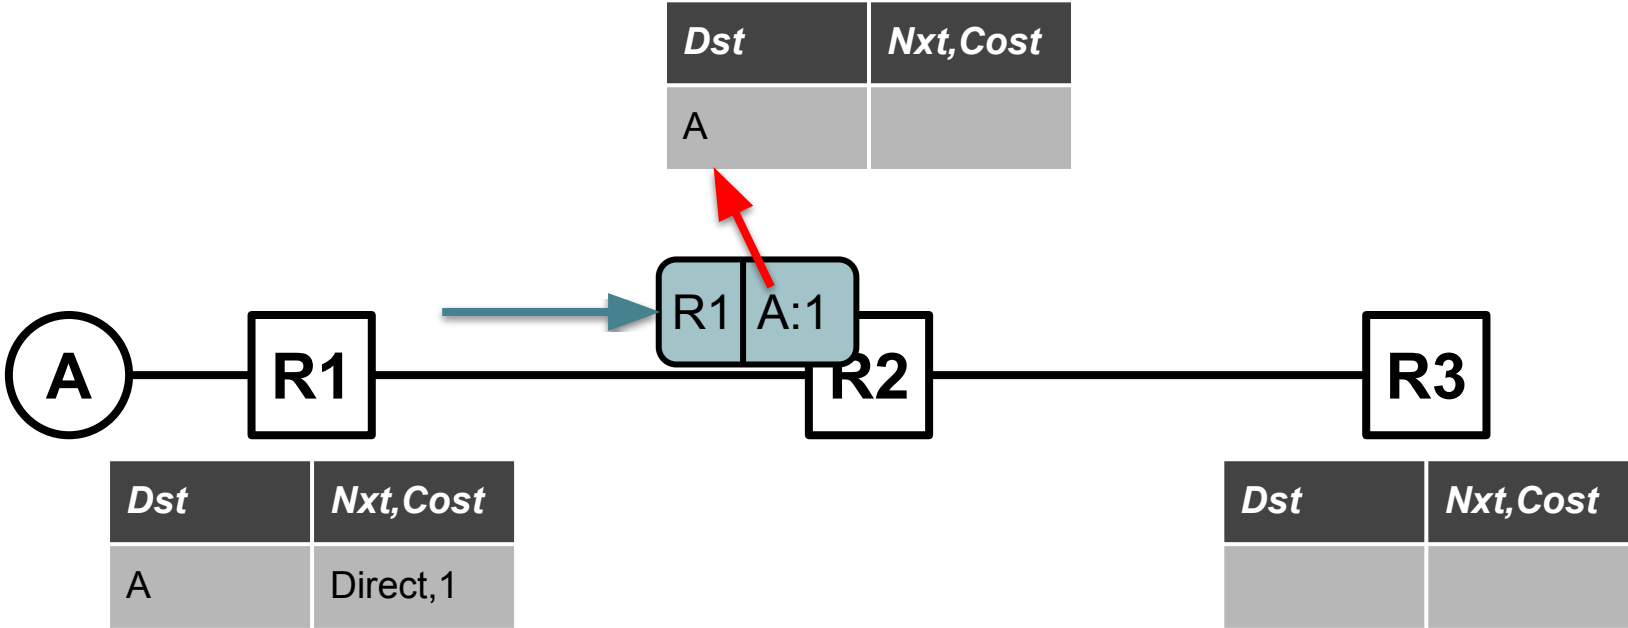 Dst Nxt,Cost
A
R1 A:1
A R1 R2 R3
Dst Nxt,Cost
A Direct,1
Dst Nxt,Cost